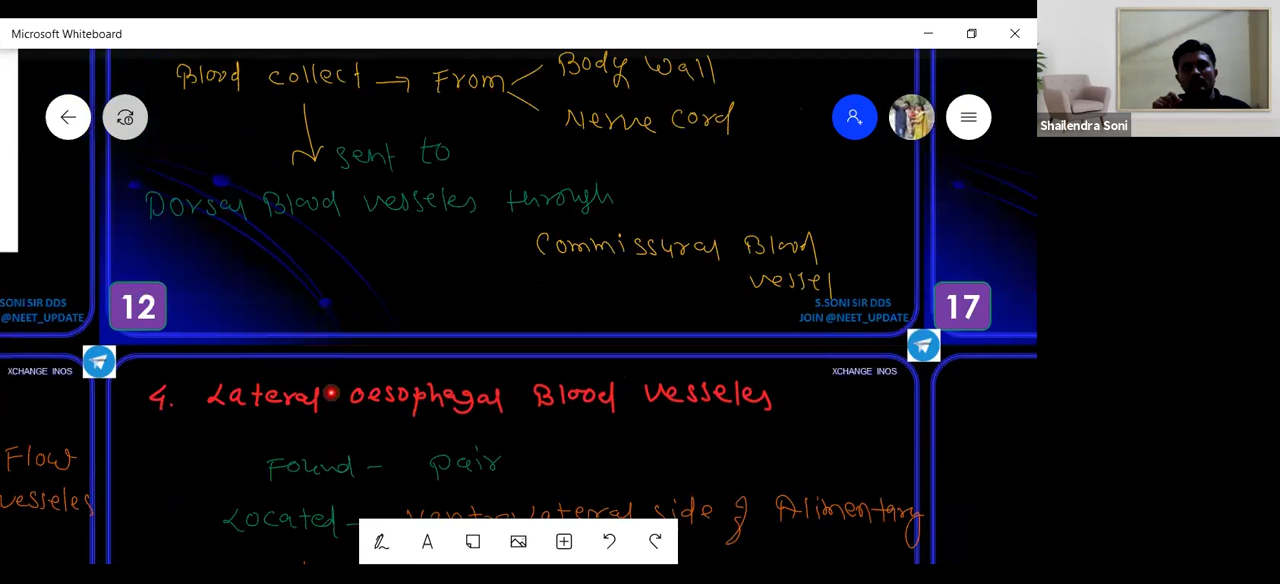 Microsoft Whiteboard
Blood collect → From
Body wall
Nerve cord
sent to
Dorsal Blood vesseles through
Commissural Blood
vessel
SONI SIR DDS
@NEET_UPDATE
12
S.SONI SIR DDS
JOIN @NEET_UPDATE
17
XCHANGE INOS
XCHANGE INOS
4. Lateral oesophagal Blood vesseles
Flow
vesseles
Found - pair
Located - ventro lateral side of Alimentary
Shailendra Soni